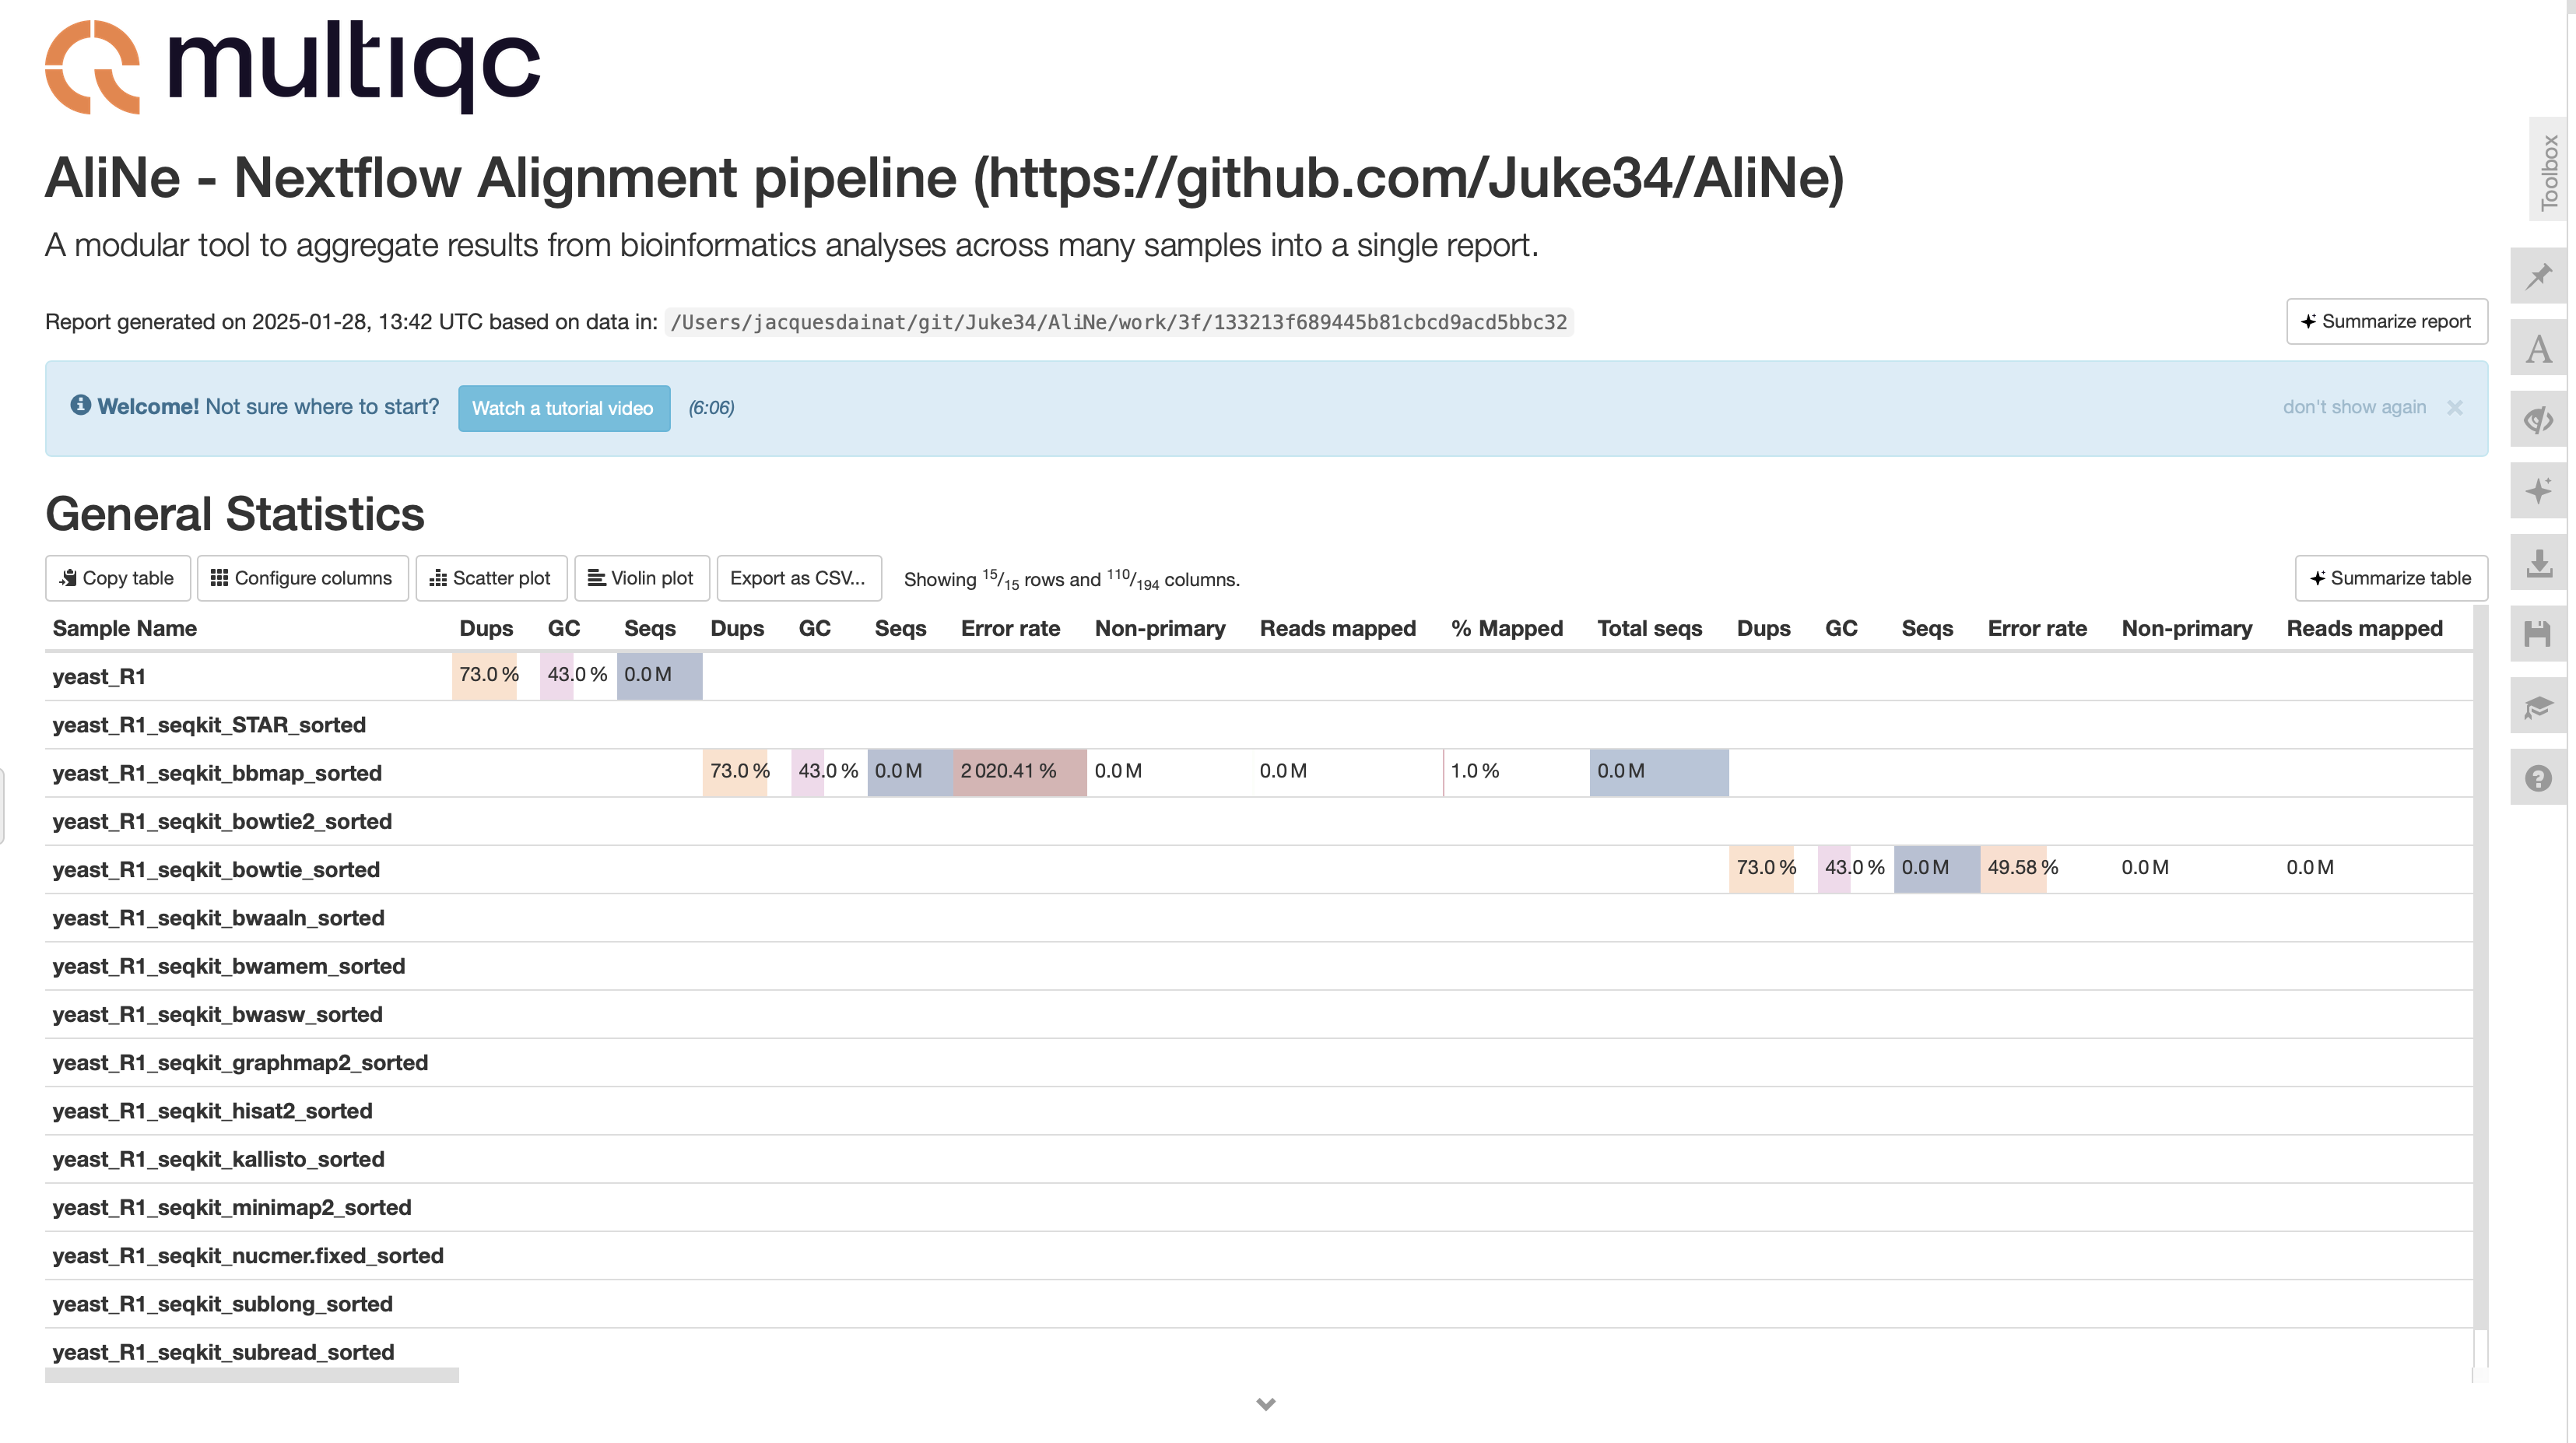 multiqc
AliNe - Nextflow Alignment pipeline (https://github.com/Juke34/AliNe)
A modular tool to aggregate results from bioinformatics analyses across many samples into a single report.
Report generated on 2025-01-28, 13:42 UTC based on data in: /Users/jacquesdainat/git/Juke34/AliNe/work/3f/133213f689445b81cbcd9acd5bbc32 Summarize report
Welcome! Not sure where to start? Watch a tutorial video (6:06) don't show again ×
General Statistics
Copy table Configure columns Scatter plot Violin plot Export as CSV... Showing 15/15 rows and 110/194 columns. Summarize table
Sample Name Dups GC Seqs Dups GC Seqs Error rate Non-primary Reads mapped % Mapped Total seqs Dups GC Seqs Error rate Non-primary Reads mapped
yeast_R1 73.0 % 43.0 % 0.0 M
yeast_R1_seqkit_STAR_sorted
yeast_R1_seqkit_bbmap_sorted 73.0 % 43.0 % 0.0 M 2 020.41 % 0.0 M 0.0 M 1.0 % 0.0 M
yeast_R1_seqkit_bowtie2_sorted
yeast_R1_seqkit_bowtie_sorted 73.0 % 43.0 % 0.0 M 49.58 % 0.0 M 0.0 M
yeast_R1_seqkit_bwaaln_sorted
yeast_R1_seqkit_bwamem_sorted
yeast_R1_seqkit_bwasw_sorted
yeast_R1_seqkit_graphmap2_sorted
yeast_R1_seqkit_hisat2_sorted
yeast_R1_seqkit_kallisto_sorted
yeast_R1_seqkit_minimap2_sorted
yeast_R1_seqkit_nucmer.fixed_sorted
yeast_R1_seqkit_sublong_sorted
yeast_R1_seqkit_subread_sorted
Toolbox
A